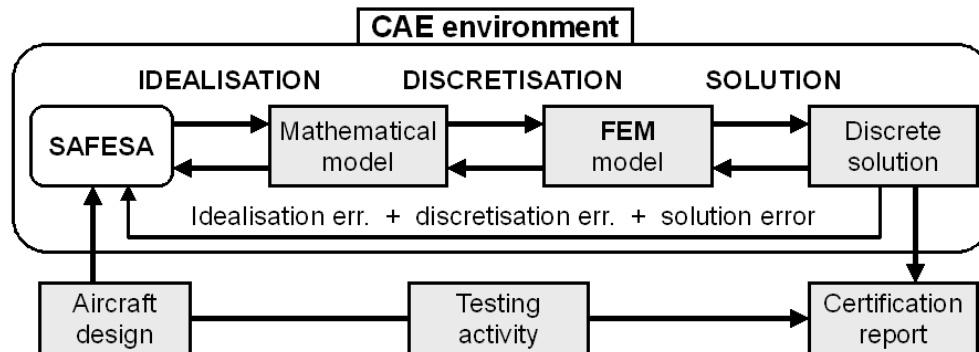 CAE environment
IDEALISATION DISCRETISATION SOLUTION
SAFESA
Mathematical
model
FEM
model
Discrete
solution
Idealisation err. + discretisation err. + solution error
Aircraft
design
Testing
activity
Certification
report